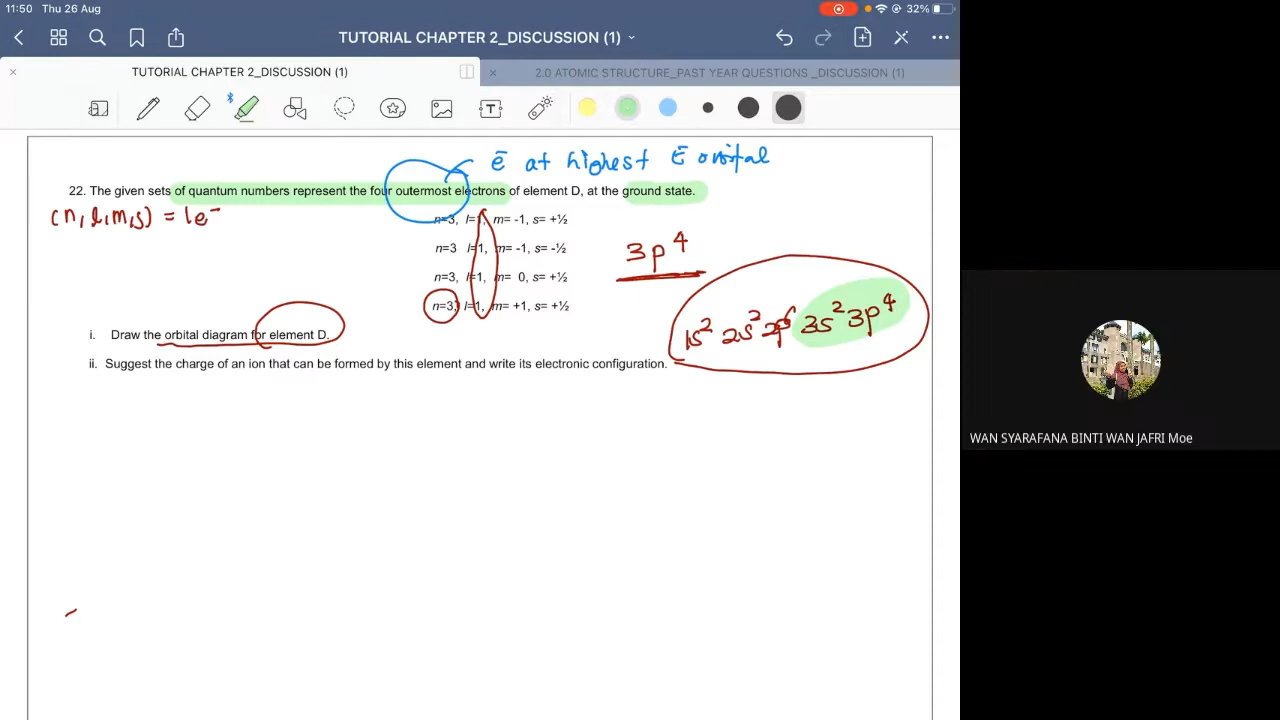 11:50 Thu 26 Aug
32%
TUTORIAL CHAPTER 2_DISCUSSION (1)
TUTORIAL CHAPTER 2_DISCUSSION (1)
2.0 ATOMIC STRUCTURE_PAST YEAR QUESTIONS _DISCUSSION (1)
ē at highest Ē orbital
22. The given sets of quantum numbers represent the four outermost electrons of element D, at the ground state.
(n, l, m, s) = 1e⁻
n=3, l=1, m= -1, s= +½
n=3 l=1, m= -1, s= -½
n=3, l=1, m= 0, s= +½
n=3, l=1, m= +1, s= +½
3p⁴
1s² 2s² 2p⁶ 3s² 3p⁴
i. Draw the orbital diagram for element D.
ii. Suggest the charge of an ion that can be formed by this element and write its electronic configuration.
WAN SYARAFANA BINTI WAN JAFRI Moe